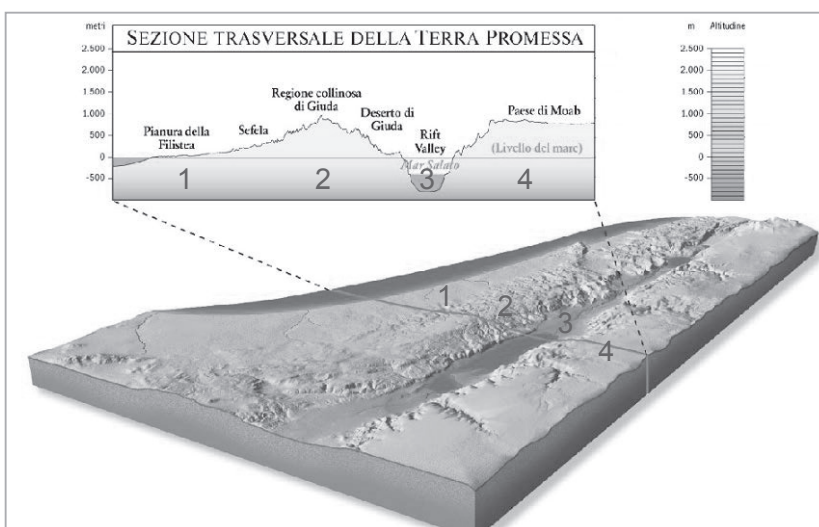 metri
SEZIONE TRASVERSALE DELLA TERRA PROMESSA
m Altitudine
2.500
2.000
1.500
1.000
500
0
-500
Pianura della
Filistea
Sefela
Regione collinosa
di Giuda
Deserto di
Giuda
Rift
Valley
Mar Salato
Paese di Moab
(Livello del mare)
1
2
3
4
2.500
2.000
1.500
1.000
500
0
-500
1
2
3
4